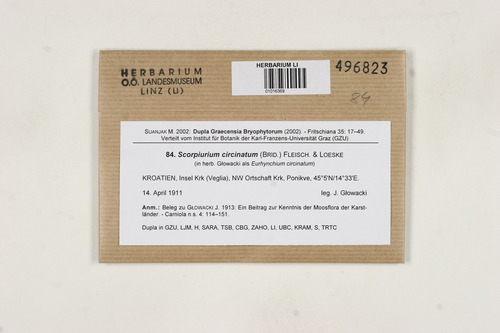 HERBARIUM
O.Ö. LANDESMUSEUM
LINZ (LI)
HERBARIUM LI
01016369
496823
84
SUANJAK M. 2002: Dupla Graecensia Bryophytorum (2002). - Fritschiana 35: 17–49.
Verteilt vom Institut für Botanik der Karl-Franzens-Universität Graz (GZU)
84. Scorpiurium circinatum (BRID.) FLEISCH. & LOESKE
(in herb. Głowacki als Eurhynchium circinatum)
KROATIEN, Insel Krk (Veglia), NW Ortschaft Krk, Ponikve, 45°5'N/14°33'E.
14. April 1911
leg. J. Głowacki
Anm.: Beleg zu GŁOWACKI J. 1913: Ein Beitrag zur Kenntnis der Moosflora der Karst-
länder. - Carniola n.s. 4: 114–151.
Dupla in GZU, LJM, H, SARA, TSB, CBG, ZAHO, LI, UBC, KRAM, S, TRTC